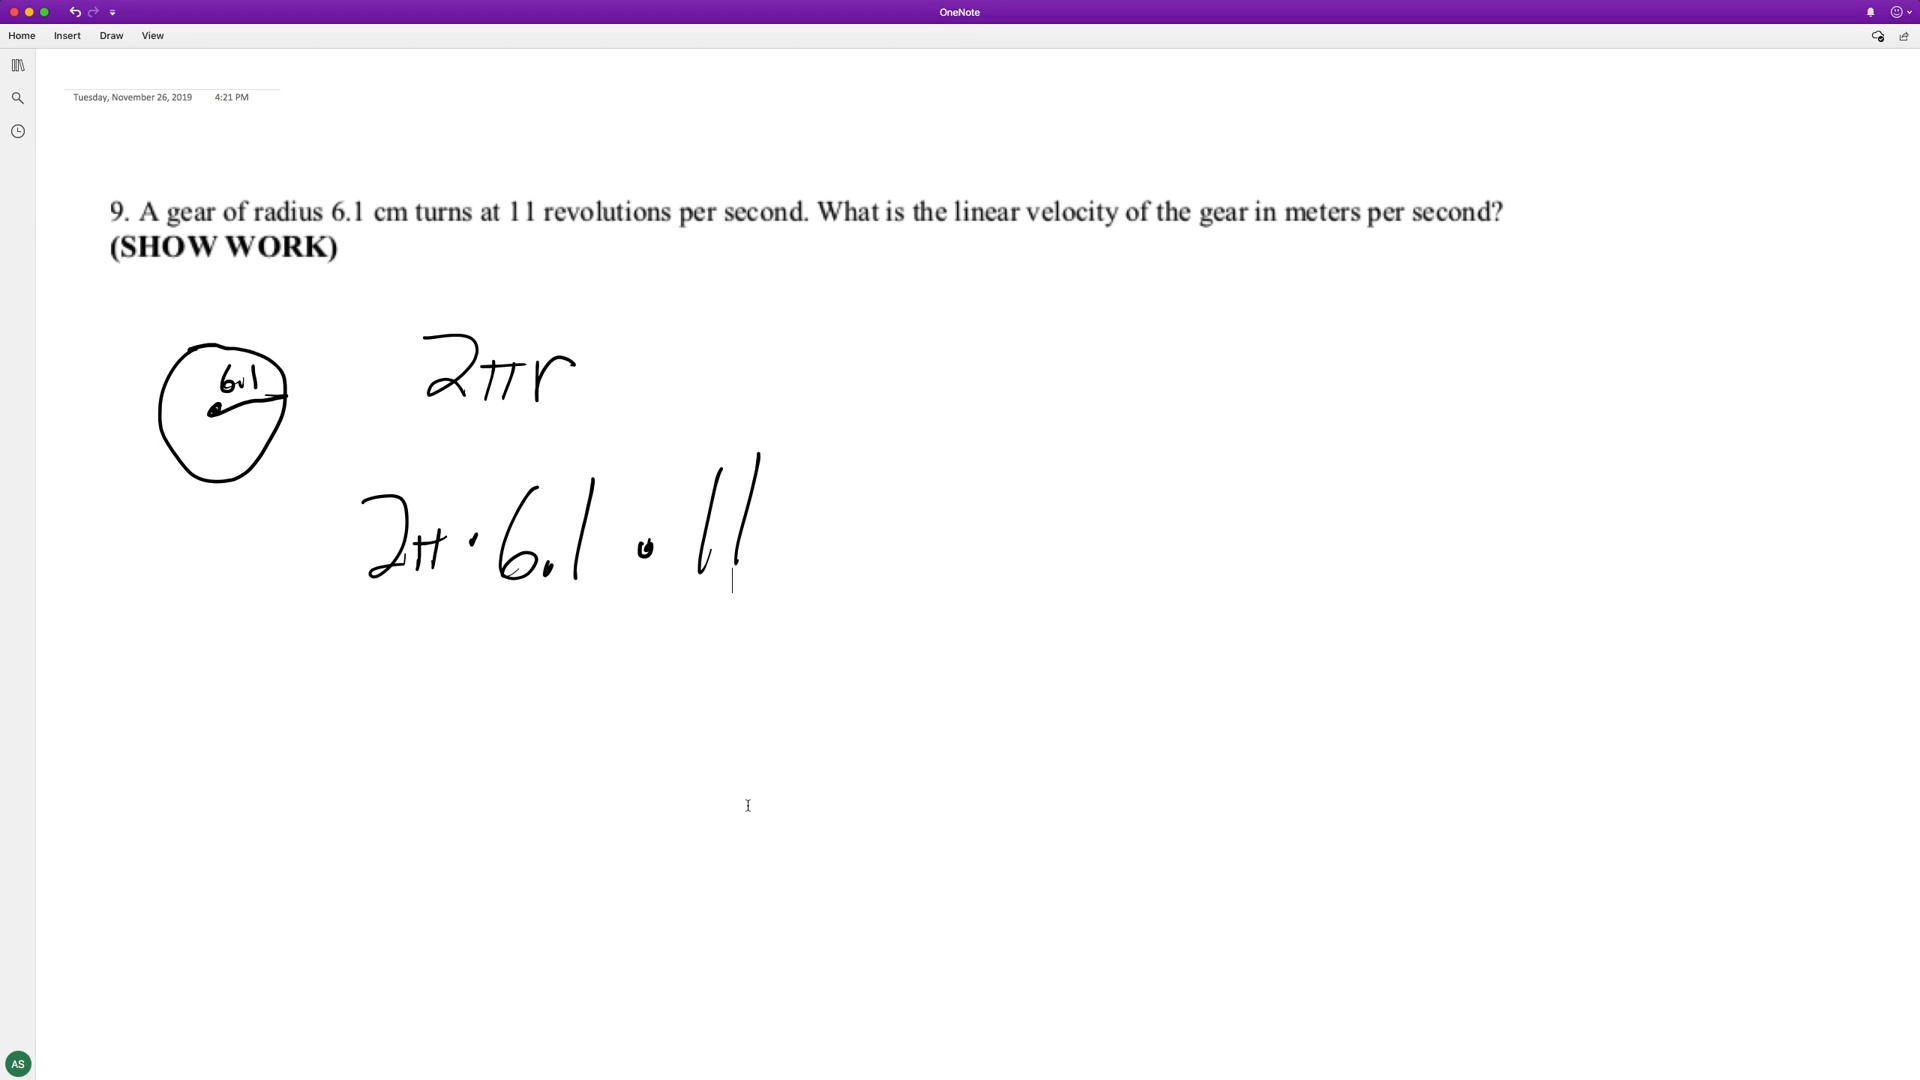 OneNote
Home Insert Draw View
Tuesday, November 26, 2019 4:21 PM
9. A gear of radius 6.1 cm turns at 11 revolutions per second. What is the linear velocity of the gear in meters per second?
(SHOW WORK)
6.1
2πr
2π · 6.1 · 11
AS